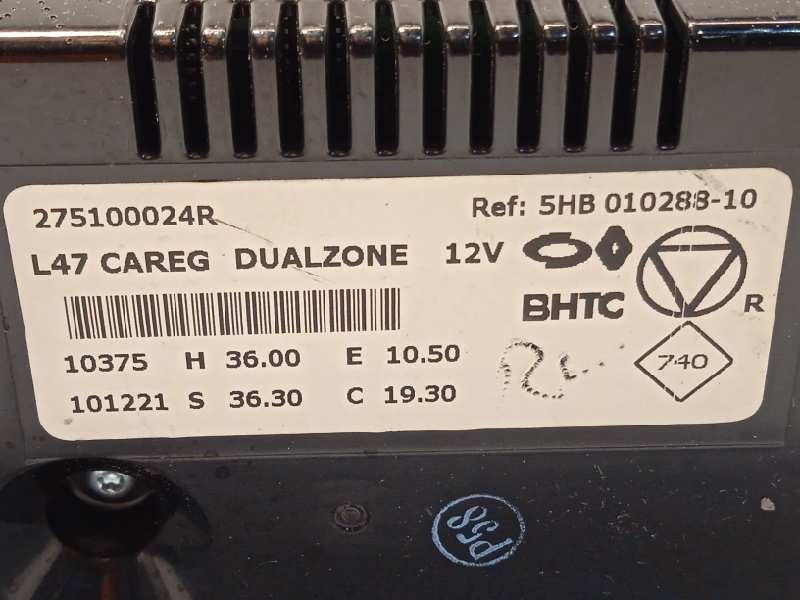 275100024R Ref: 5HB 010288-10
L47 CAREG DUALZONE 12V
BHTC R
10375 H 36.00 E 10.50 740
101221 S 36.30 C 19.30
P58